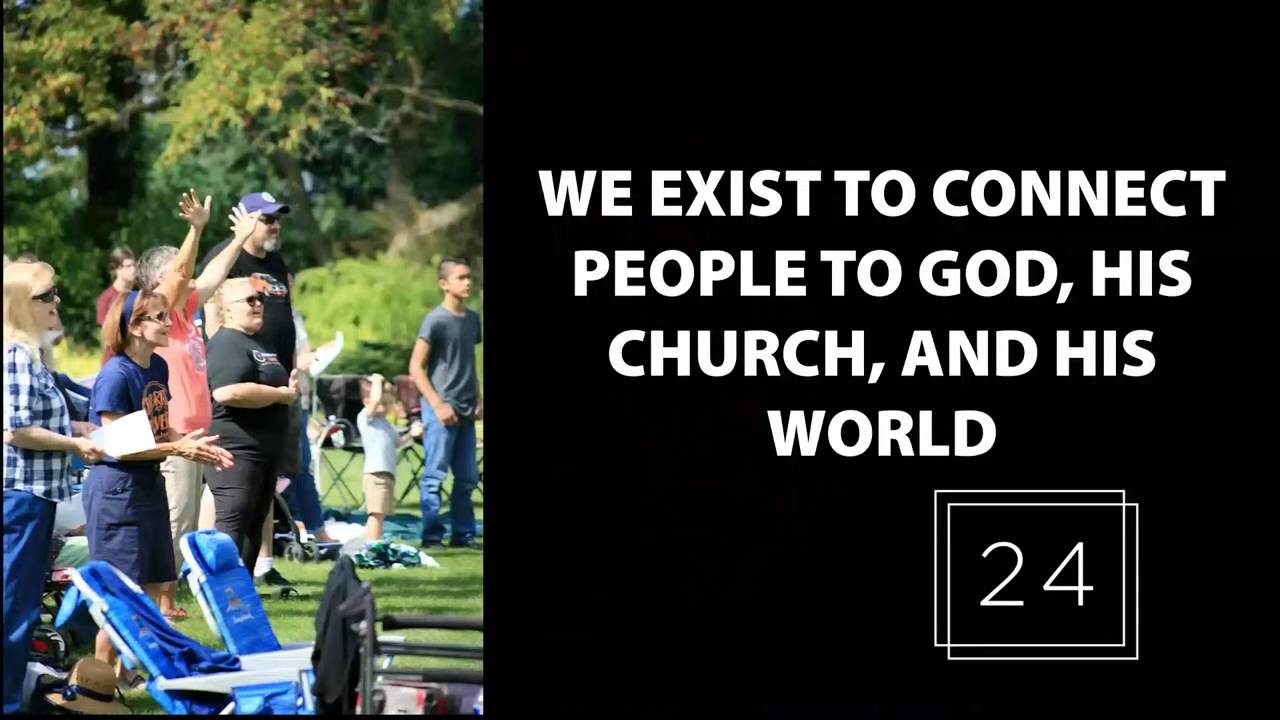 WE EXIST TO CONNECT
PEOPLE TO GOD, HIS
CHURCH, AND HIS
WORLD
24